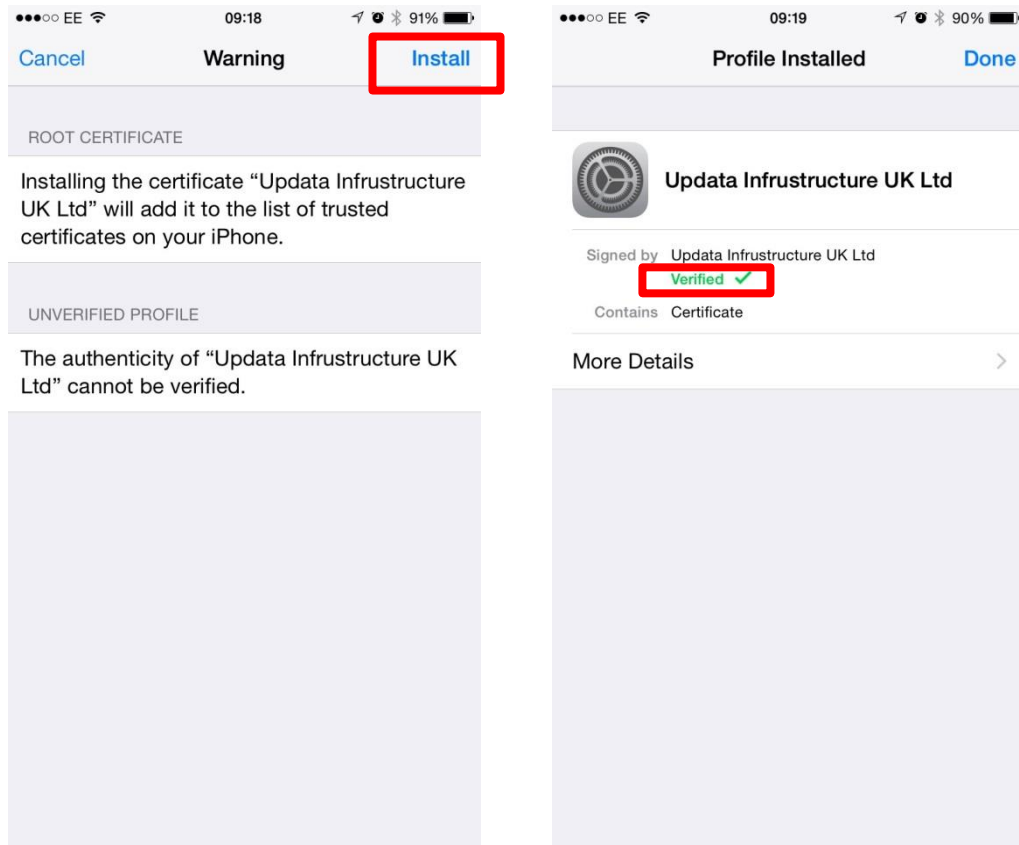 EE 09:18 91%
Cancel Warning Install
ROOT CERTIFICATE
Installing the certificate “Updata Infrustructure
UK Ltd” will add it to the list of trusted
certificates on your iPhone.
UNVERIFIED PROFILE
The authenticity of “Updata Infrustructure UK
Ltd” cannot be verified.
EE 09:19 90%
Profile Installed Done
Updata Infrustructure UK Ltd
Signed by Updata Infrustructure UK Ltd
Verified ✓
Contains Certificate
More Details